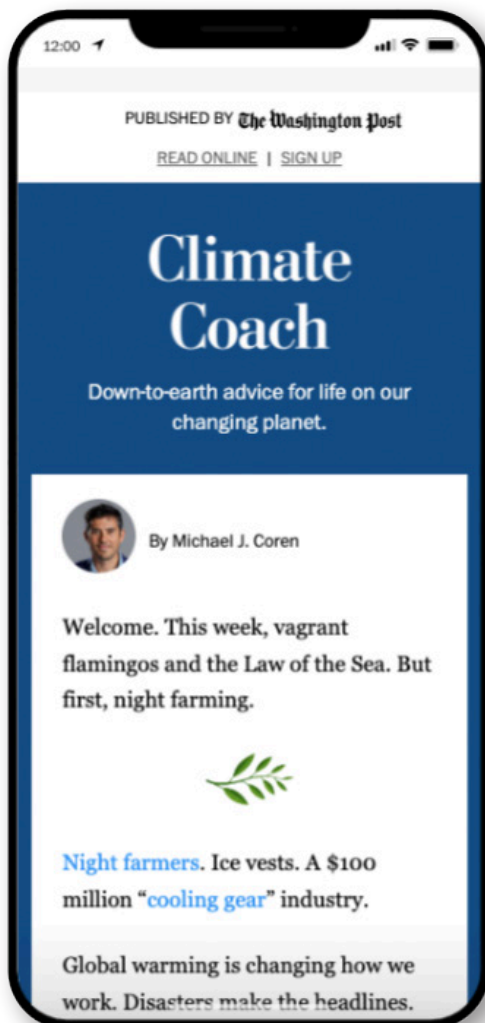 12:00
PUBLISHED BY The Washington Post
READ ONLINE | SIGN UP
Climate
Coach
Down-to-earth advice for life on our
changing planet.
By Michael J. Coren
Welcome. This week, vagrant
flamingos and the Law of the Sea. But
first, night farming.
Night farmers. Ice vests. A $100
million “cooling gear” industry.
Global warming is changing how we
work. Disasters make the headlines.